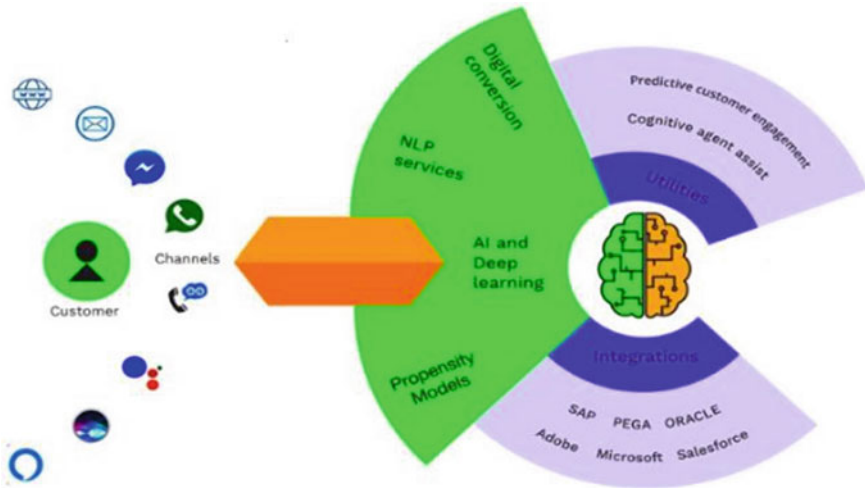 WWW
Channels
Customer
Digital
conversion
NLP
services
AI and
Deep
learning
Propensity
Models
Predictive customer engagement
Cognitive agent assist
Utilities
Integrations
SAP PEGA ORACLE
Adobe Microsoft Salesforce